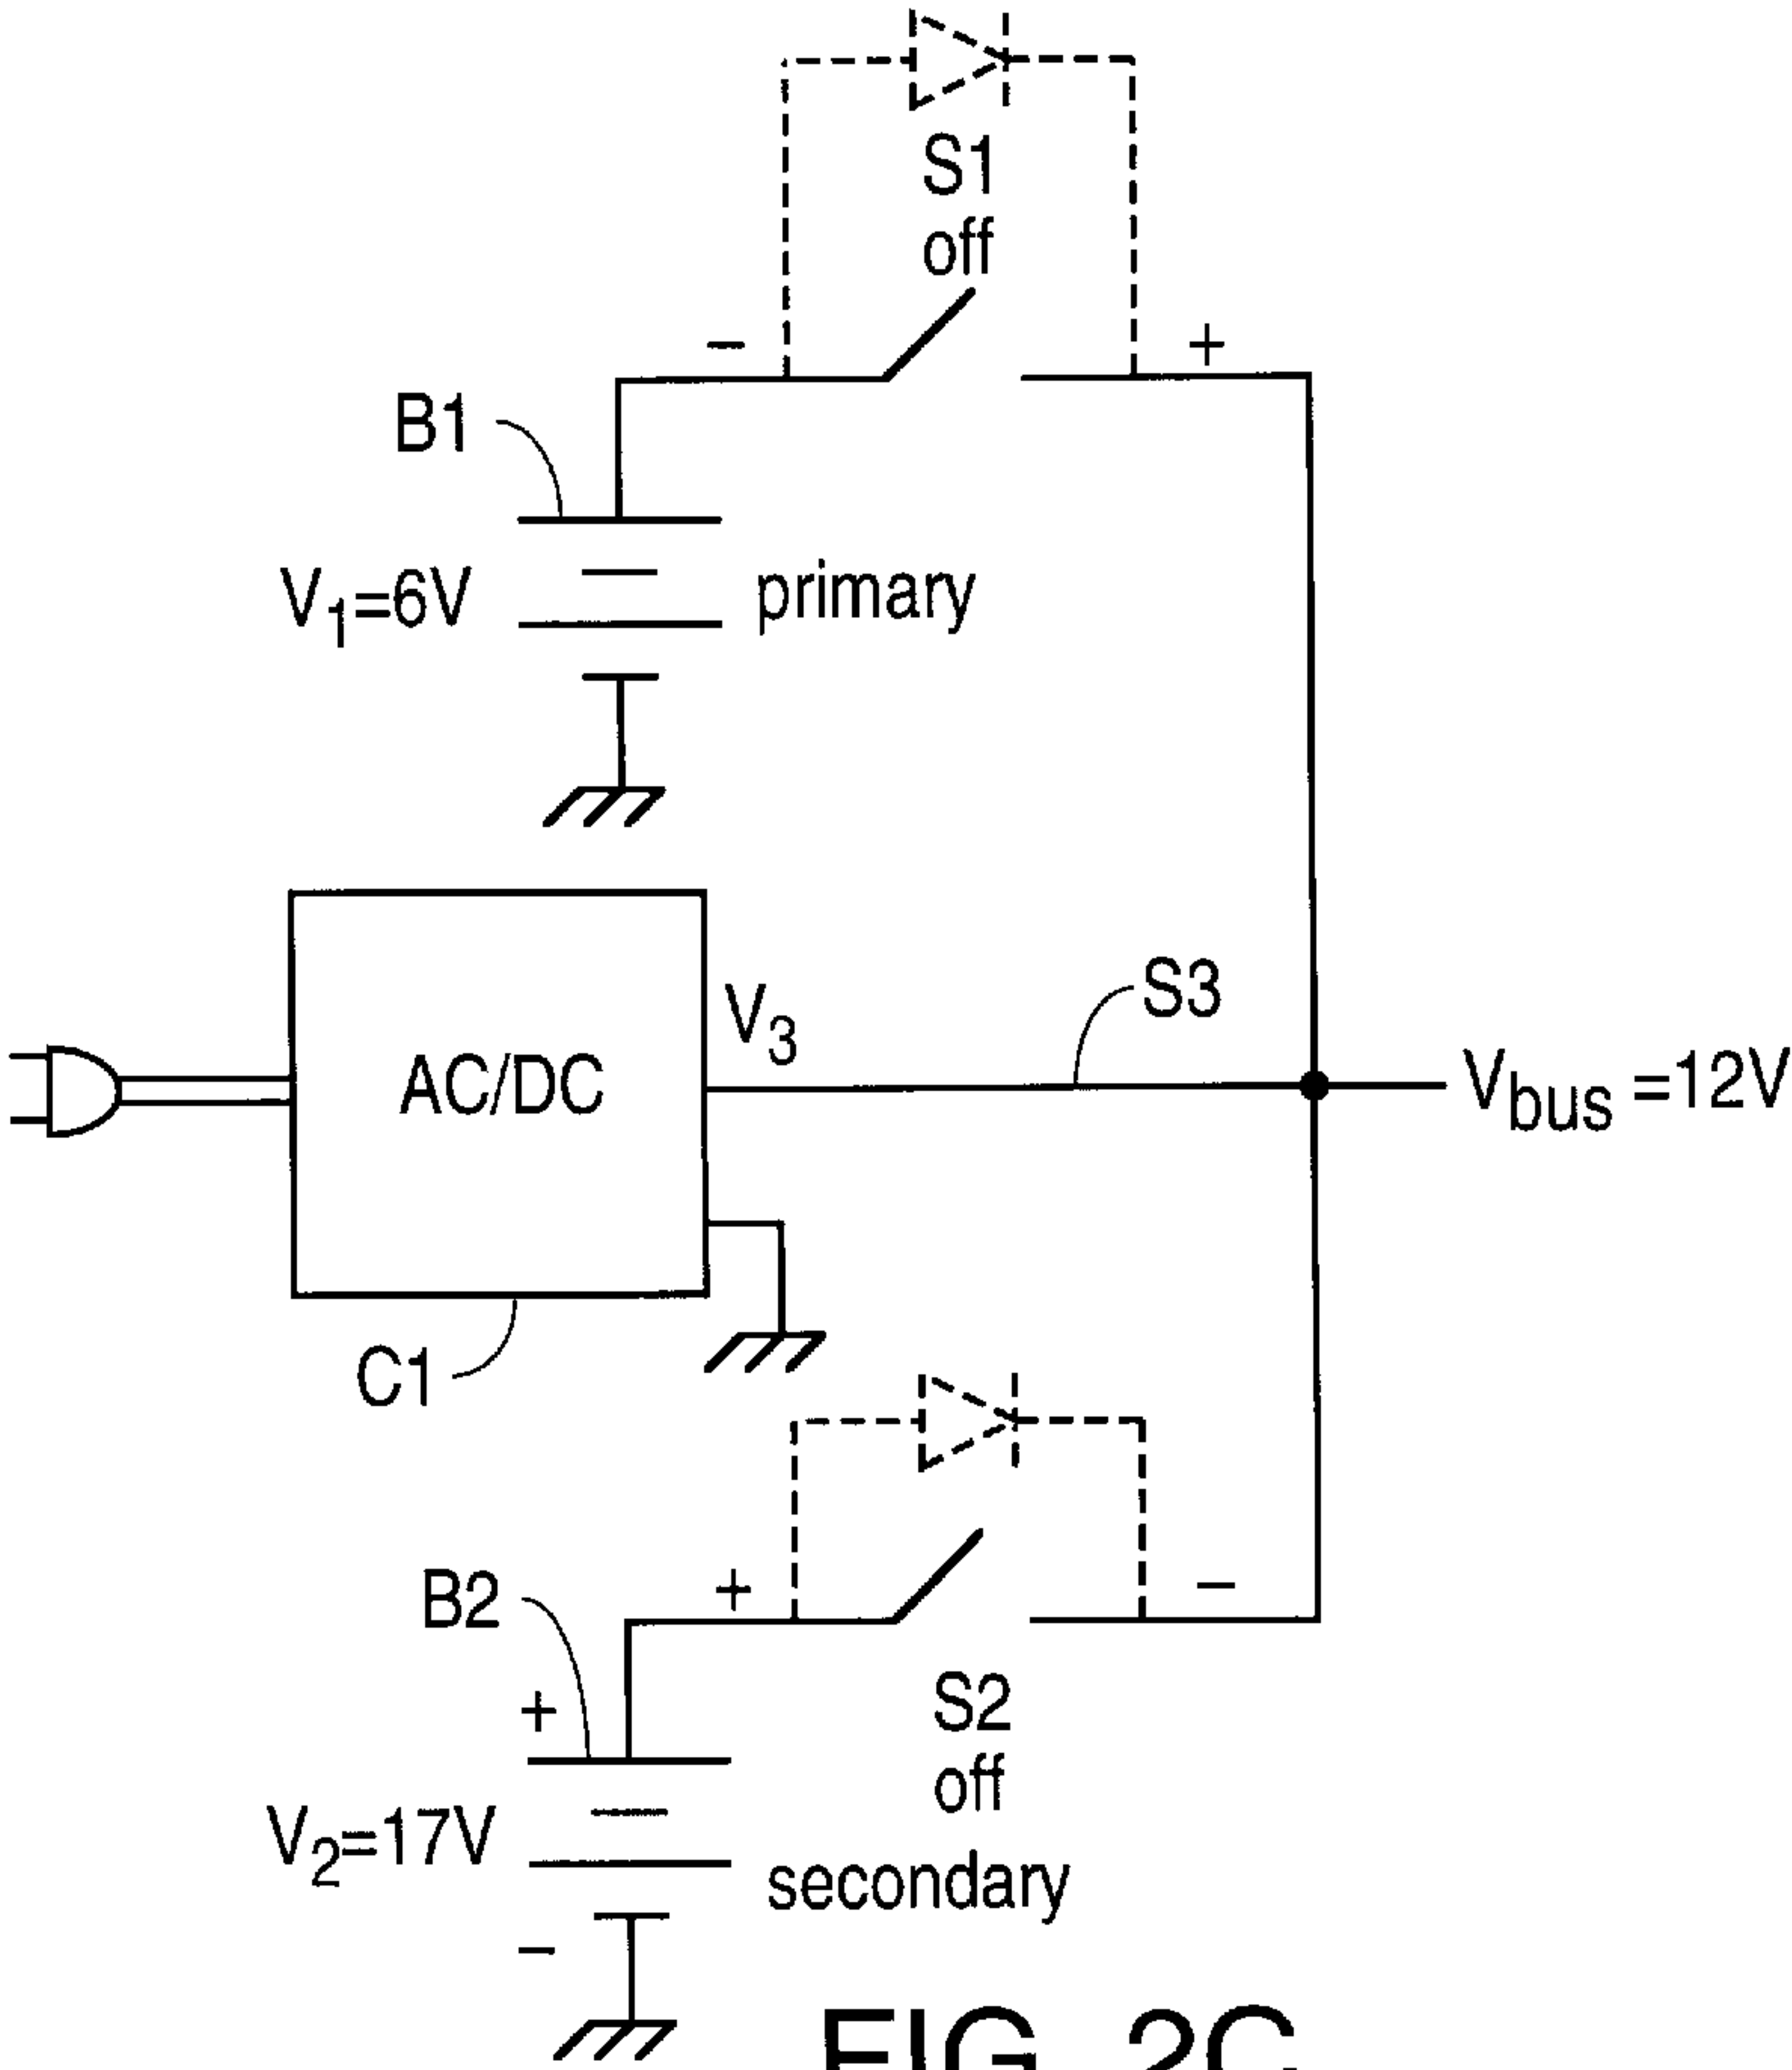 S1
off
− +
B1
V1=6V primary
V3
S3
AC/DC
Vbus =12V
C1
B2
+ −
+
S2
off
V2=17V
secondary
−
FIG. 2C